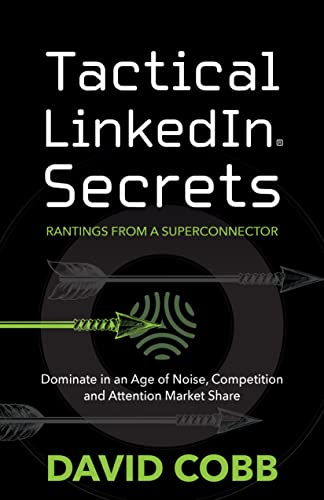 Tactical
LinkedIn®
Secrets
RANTINGS FROM A SUPERCONNECTOR
Dominate in an Age of Noise, Competition
and Attention Market Share
DAVID COBB